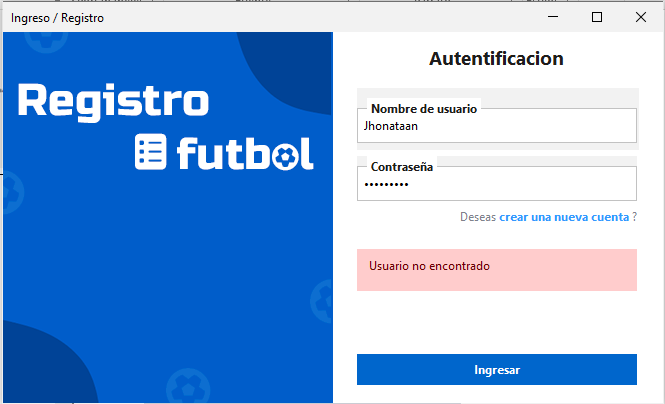 Ingreso / Registro
Registro
futbol
Autentificacion
Nombre de usuario
Jhonataan
Contraseña
•••••••••
Deseas crear una nueva cuenta ?
Usuario no encontrado
Ingresar